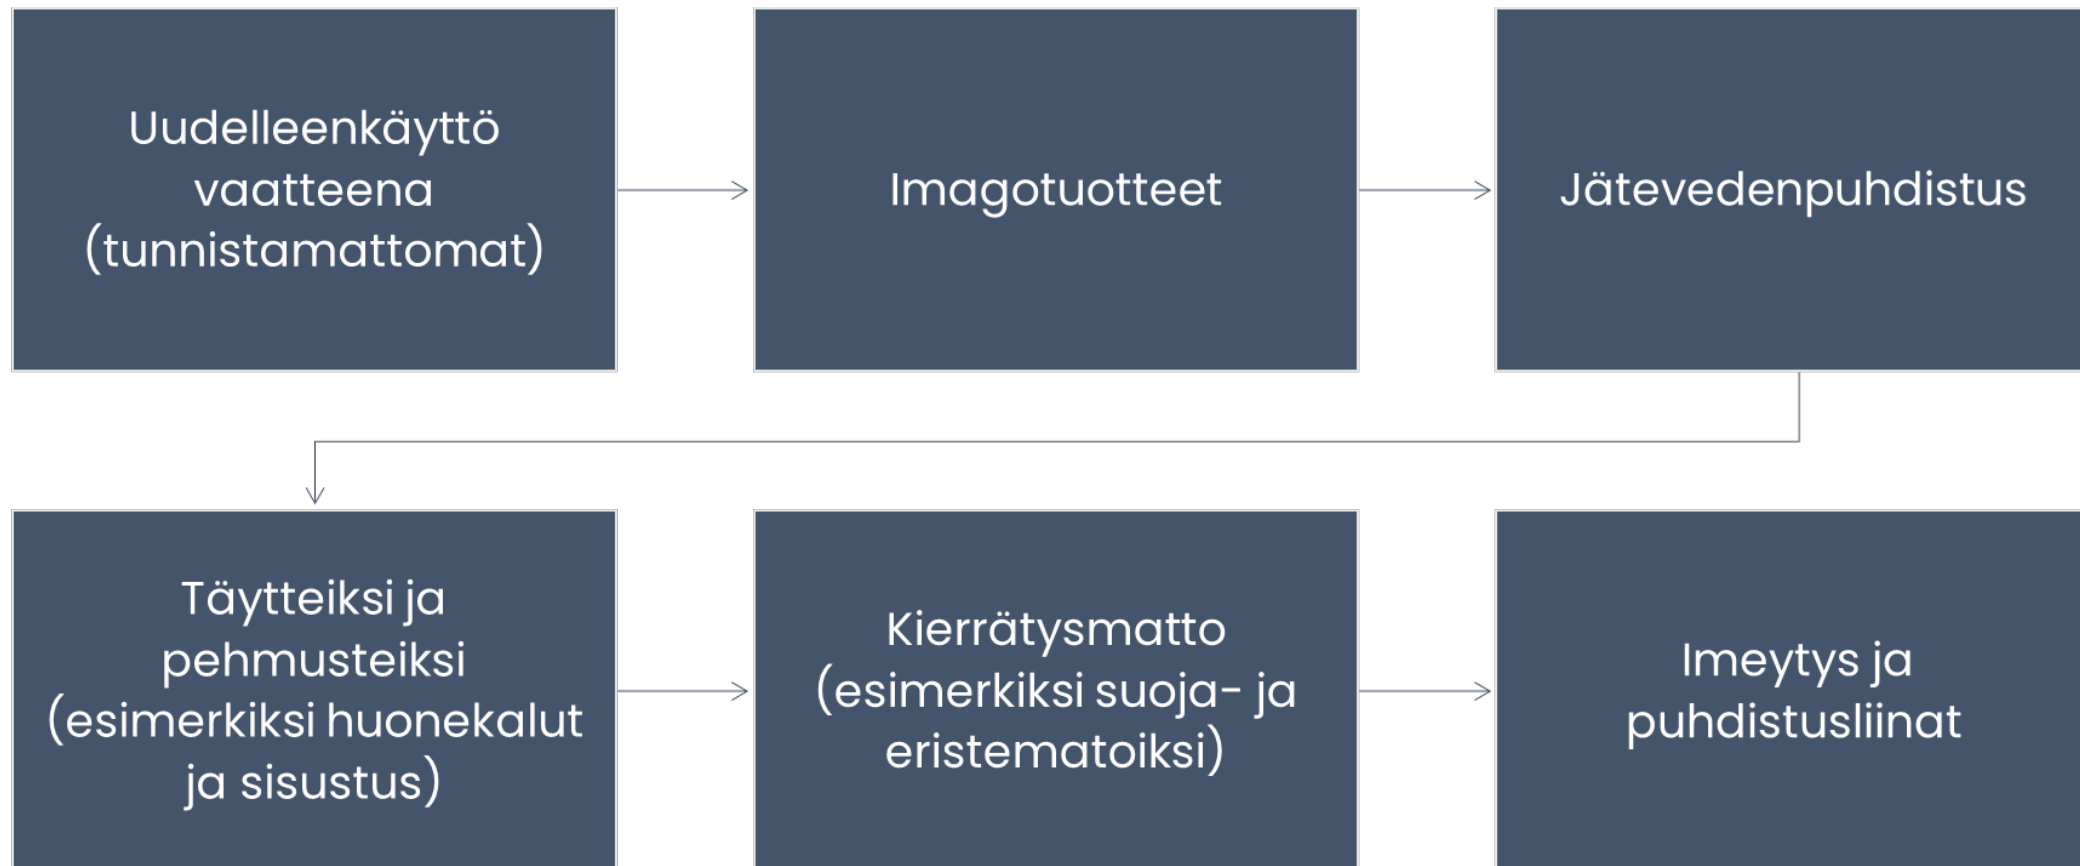 Uudelleenkäyttö
vaatteena
(tunnistamattomat)
Imagotuotteet
Jätevedenpuhdistus
Täytteiksi ja
pehmusteiksi
(esimerkiksi huonekalut
ja sisustus)
Kierrätysmatto
(esimerkiksi suoja- ja
eristematoiksi)
Imeytys ja
puhdistusliinat